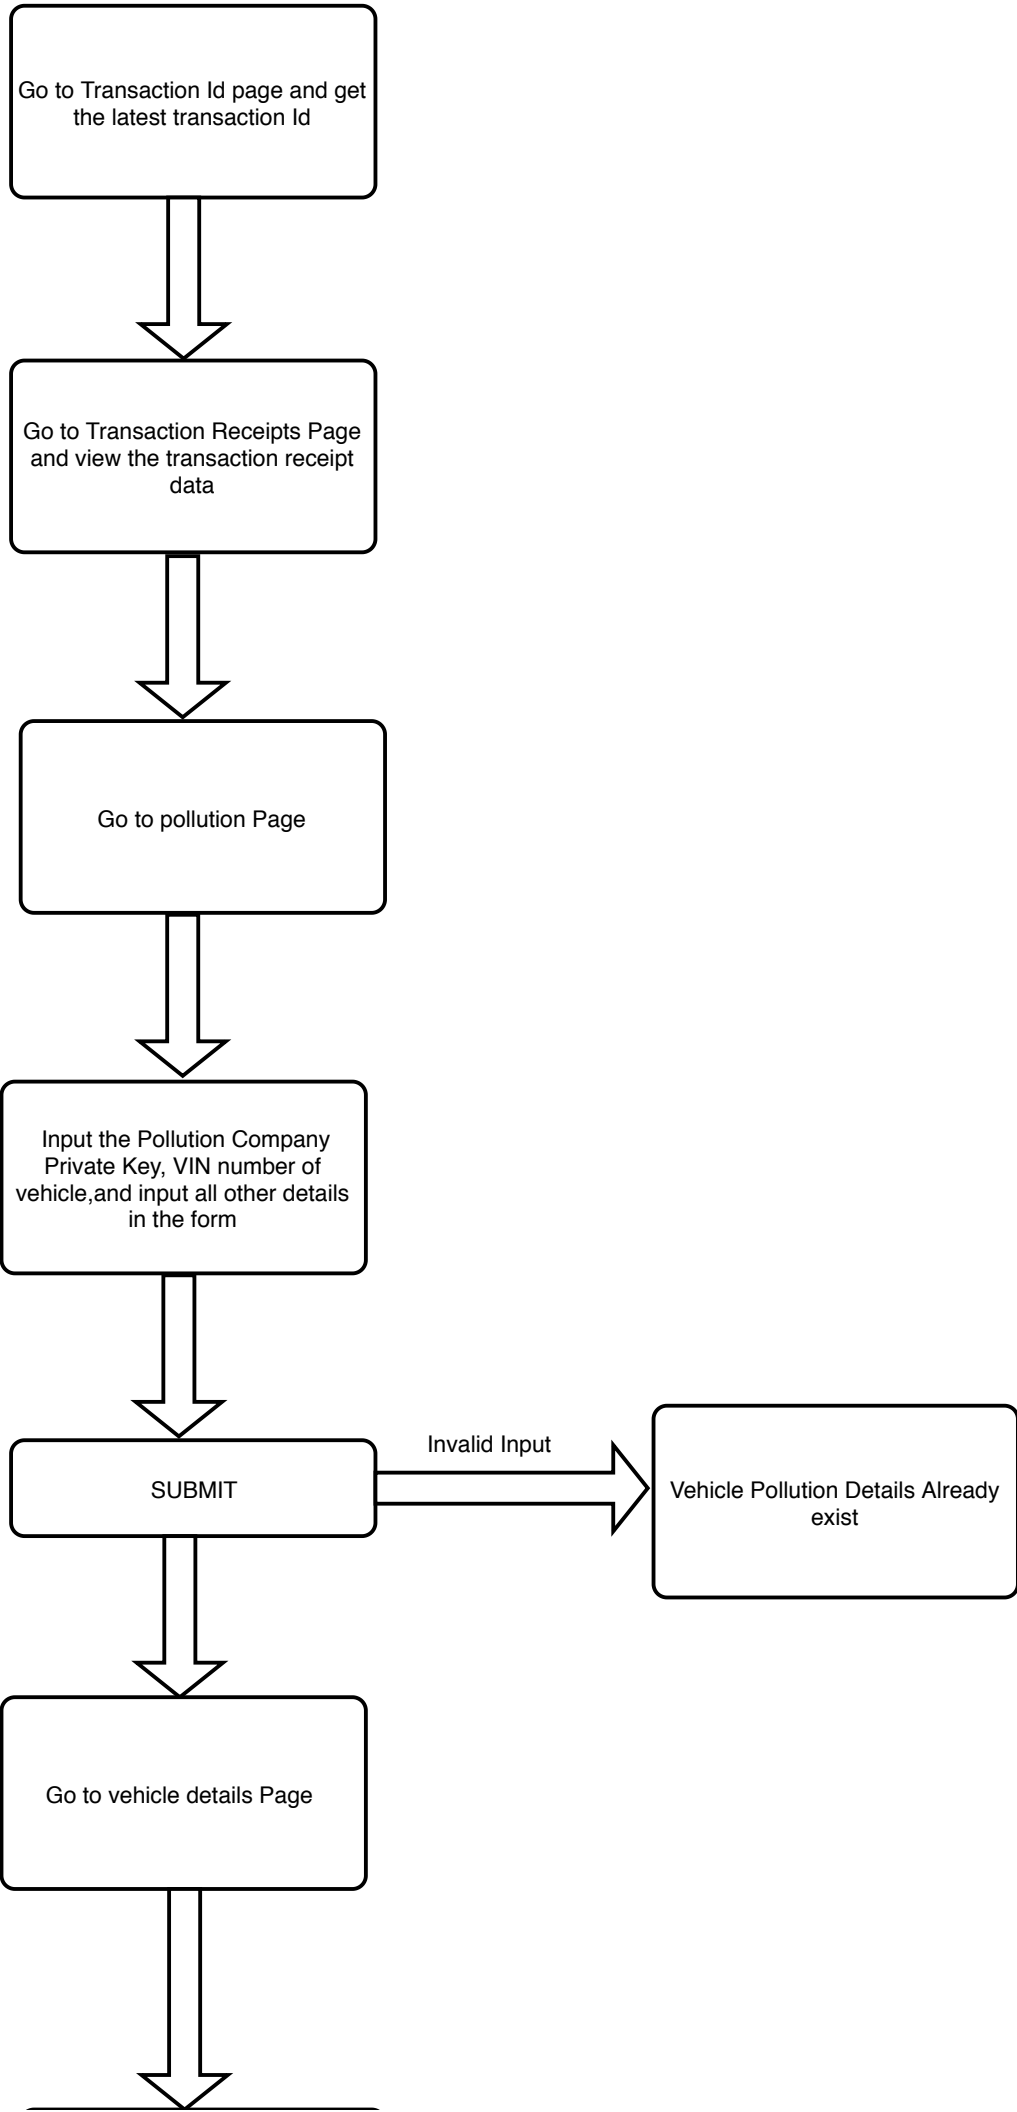 Go to Transaction Id page and get
the latest transaction Id
Go to Transaction Receipts Page
and view the transaction receipt
data
Go to pollution Page
Input the Pollution Company
Private Key, VIN number of
vehicle,and input all other details
in the form
SUBMIT
Invalid Input
Vehicle Pollution Details Already
exist
Go to vehicle details Page